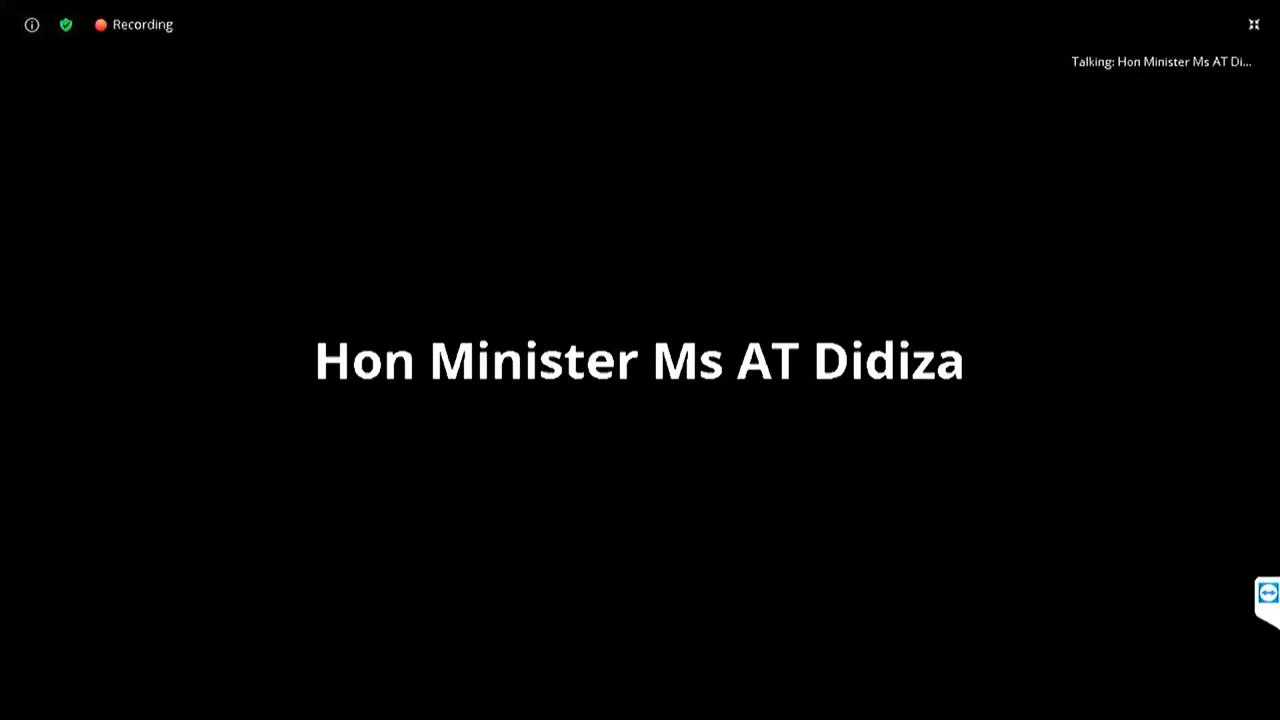 Recording
Talking: Hon Minister Ms AT Di...
Hon Minister Ms AT Didiza